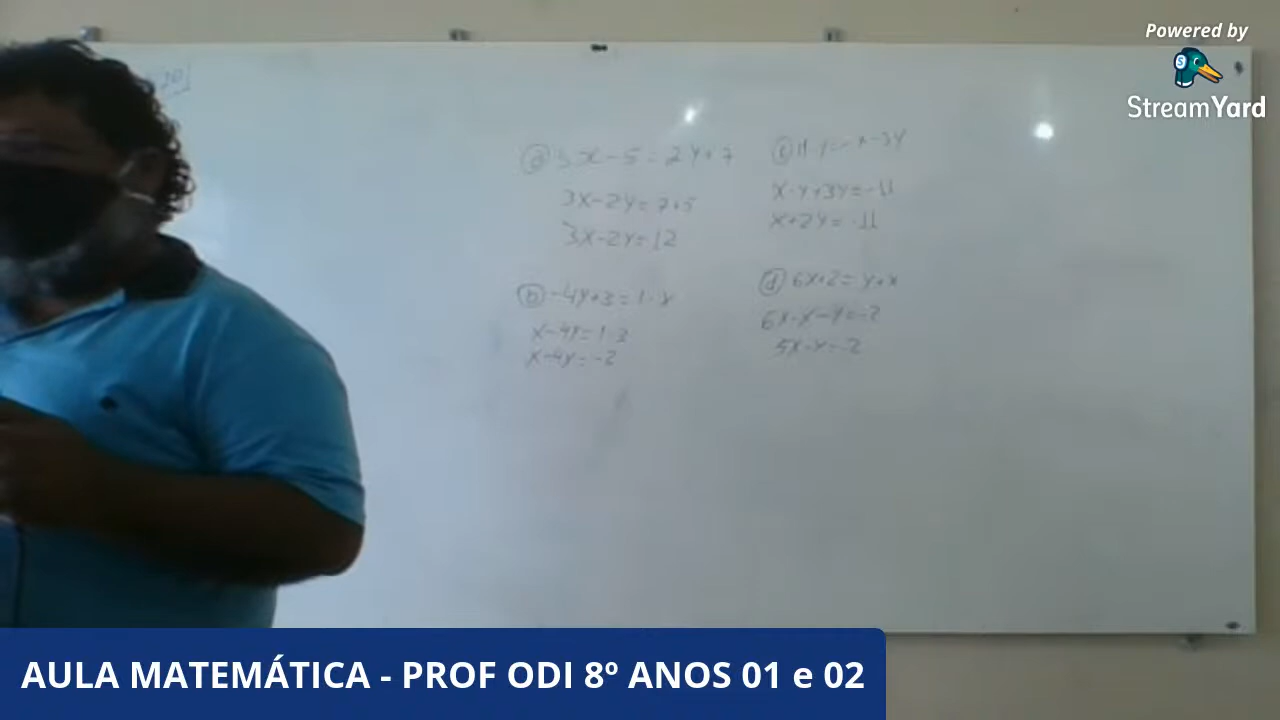 Powered by
StreamYard
a) 3x-5=2y+7
3x-2y=7+5
3x-2y=12
b) -4y+3=1-x
x-4y=1-3
x-4y=-2
c) 11-y=-x-3y
x-y+3y=-11
x+2y=-11
d) 6x+2=y+x
6x-x-y=-2
5x-y=-2
AULA MATEMÁTICA - PROF ODI 8º ANOS 01 e 02